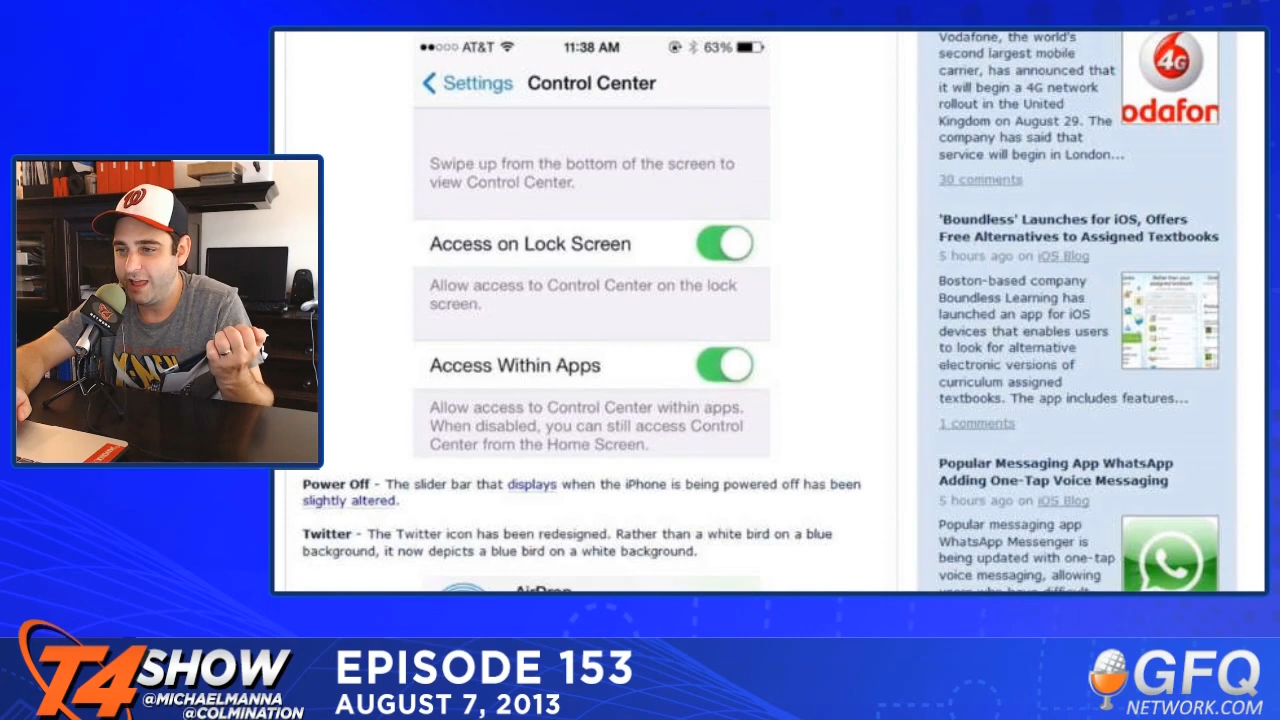 ●●○○○ AT&T 11:38 AM 63%
Settings Control Center
Swipe up from the bottom of the screen to
view Control Center.
Access on Lock Screen
Allow access to Control Center on the lock
screen.
Access Within Apps
Allow access to Control Center within apps.
When disabled, you can still access Control
Center from the Home Screen.
Power Off - The slider bar that displays when the iPhone is being powered off has been
slightly altered.
Twitter - The Twitter icon has been redesigned. Rather than a white bird on a blue
background, it now depicts a blue bird on a white background.
AirDrop
Vodafone, the world's
second largest mobile
carrier, has announced that
it will begin a 4G network
rollout in the United
Kingdom on August 29. The
company has said that
service will begin in London...
4G
odafon
30 comments
'Boundless' Launches for iOS, Offers
Free Alternatives to Assigned Textbooks
5 hours ago on iOS Blog
Boston-based company
Boundless Learning has
launched an app for iOS
devices that enables users
to look for alternative
electronic versions of
curriculum assigned
textbooks. The app includes features...
1 comments
Popular Messaging App WhatsApp
Adding One-Tap Voice Messaging
5 hours ago on iOS Blog
Popular messaging app
WhatsApp Messenger is
being updated with one-tap
voice messaging, allowing
W
T4
NETWORK
X-MEN
T4 SHOW
@MICHAELMANNA
@COLMINATION
EPISODE 153
AUGUST 7, 2013
GFQ
NETWORK.COM